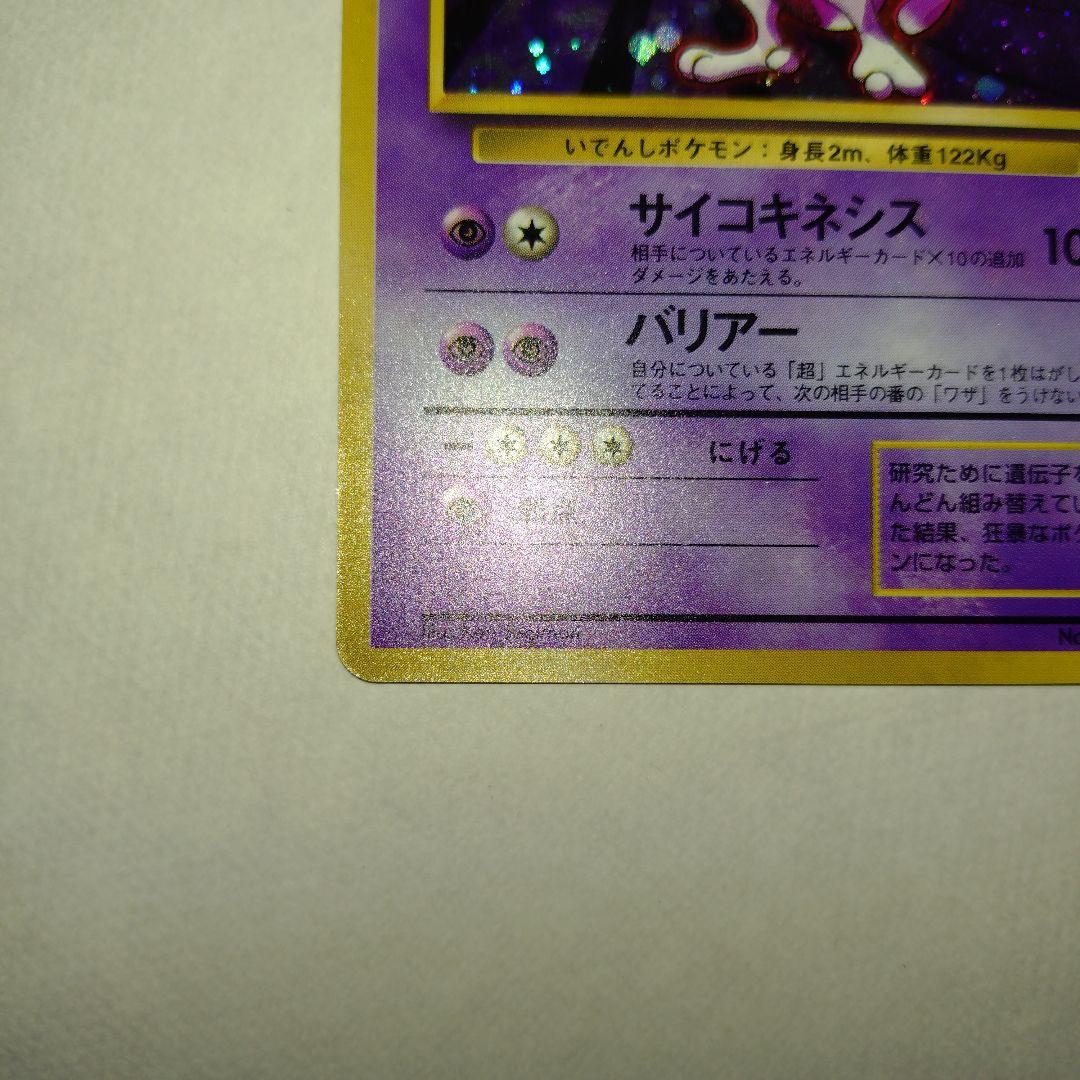 いでんしポケモン：身長2m、体重122Kg
サイコキネシス 10
相手についているエネルギーカード×10の追加
ダメージをあたえる。
バリアー
自分についている「超」エネルギーカードを1枚はがし
てることによって、次の相手の番の「ワザ」をうけない
にげる
研究ために遺伝子を
んどん組み替えてい
た結果、狂暴なポケ
ンになった。
No